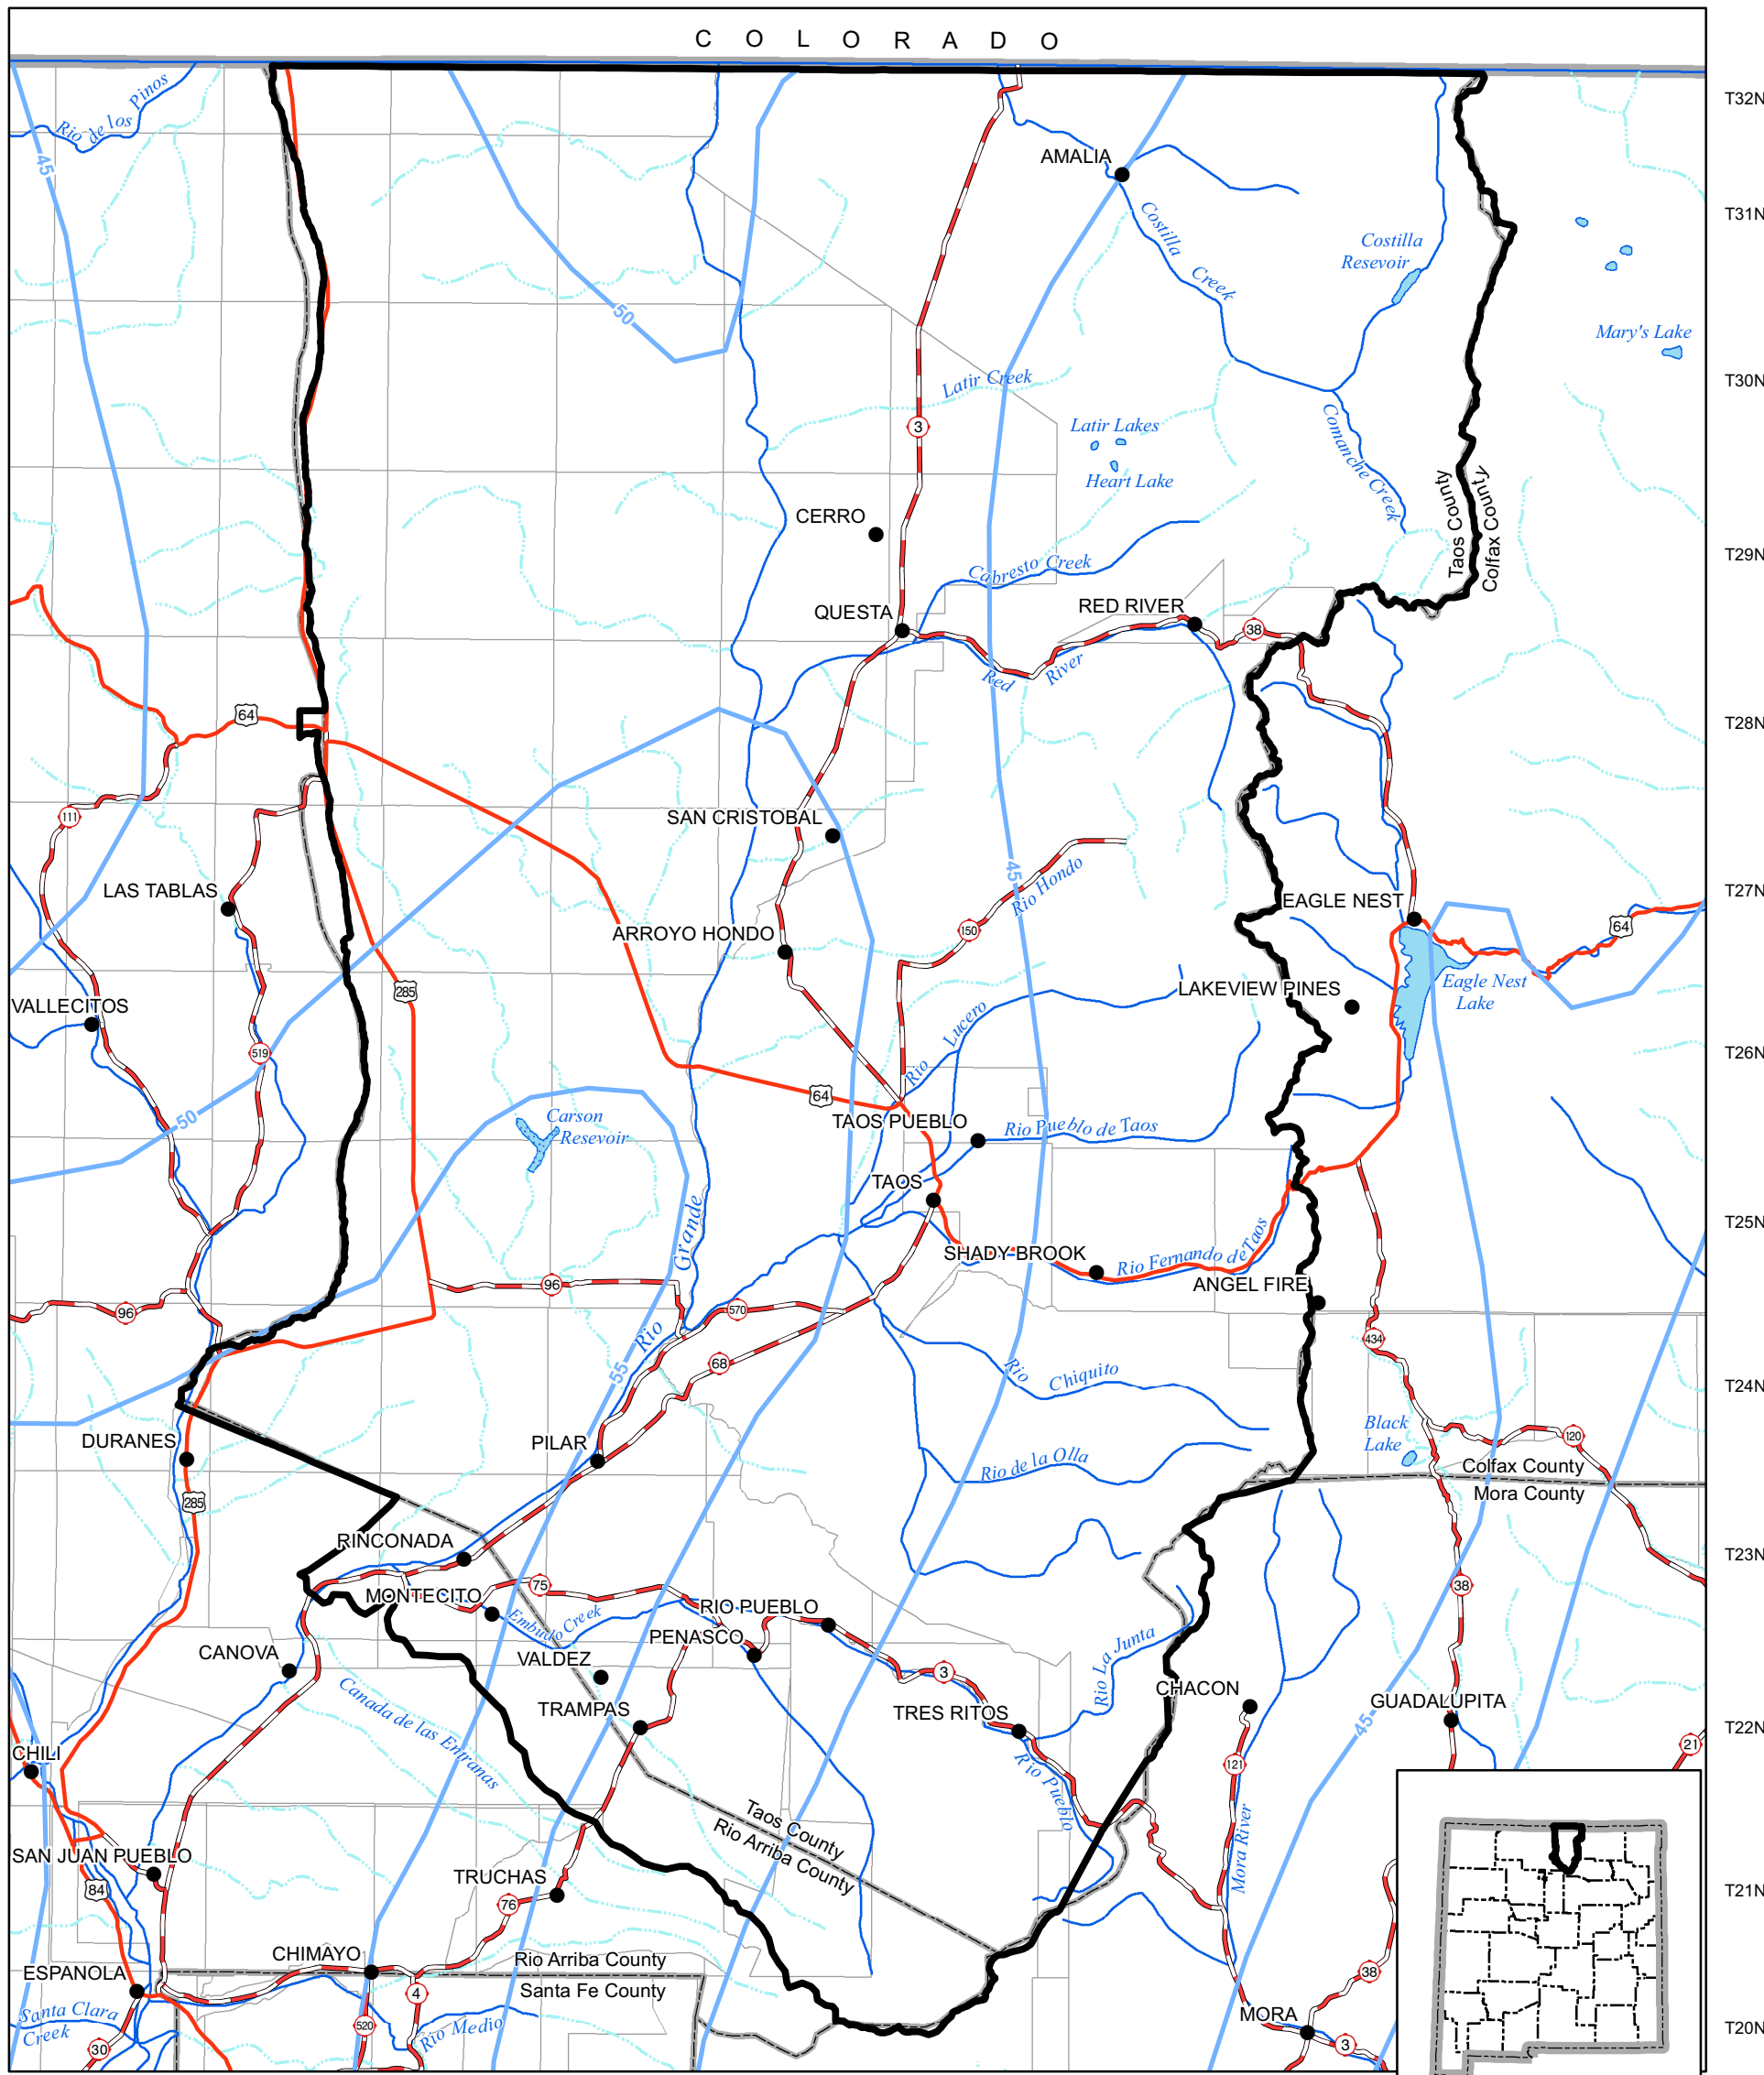 C O L O R A D O
T32N
Rio de los Pinos
45
AMALIA
T31N
Costilla Creek
Costilla
Resevoir
50
Mary's Lake
T30N
Latir Creek
3
Latir Lakes
Heart Lake
Comanche Creek
Taos County
Colfax County
CERRO
T29N
Cabresto Creek
QUESTA
RED RIVER
38
Red River
64
T28N
111
SAN CRISTOBAL
45
Rio Hondo
LAS TABLAS
EAGLE NEST
T27N
64
ARROYO HONDO
150
285
Eagle Nest
Lake
LAKEVIEW PINES
VALLECITOS
519
Rio Lucero
T26N
64
50
Carson
Resevoir
TAOS PUEBLO
Rio Pueblo de Taos
TAOS
T25N
Rio Grande
SHADY BROOK
Rio Fernando de Taos
ANGEL FIRE
96
96
570
434
68
55
Rio Chiquito
T24N
Black
Lake
120
DURANES
PILAR
Rio de la Olla
Colfax County
Mora County
285
RINCONADA
T23N
75
38
MONTECITO
Embudo Creek
RIO PUEBLO
PENASCO
CANOVA
VALDEZ
3
Rio La Junta
Canada de las Entranas
TRAMPAS
TRES RITOS
CHACON
GUADALUPITA
45
T22N
CHILI
21
121
Rio Pueblo
Taos County
Rio Arriba County
Mora River
SAN JUAN PUEBLO
84
TRUCHAS
76
T21N
CHIMAYO
Rio Arriba County
Santa Fe County
ESPANOLA
4
38
Santa Clara
Creek
520
Rio Medio
MORA
30
3
T20N